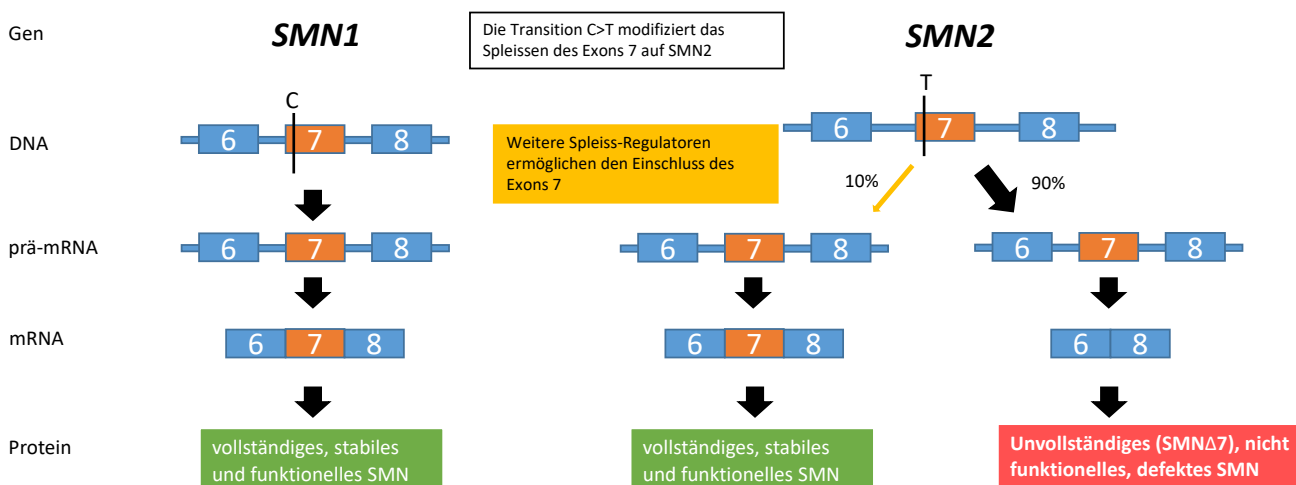 Gen
SMN1
Die Transition C>T modifiziert das
Spleissen des Exons 7 auf SMN2
SMN2
C
T
DNA
6 7 8
Weitere Spleiss-Regulatoren
ermöglichen den Einschluss des
Exons 7
6 7 8
10%
90%
prä-mRNA
6 7 8
6 7 8
6 7 8
mRNA
6 7 8
6 7 8
6 8
Protein
vollständiges, stabiles
und funktionelles SMN
vollständiges, stabiles
und funktionelles SMN
Unvollständiges (SMNΔ7), nicht
funktionelles, defektes SMN